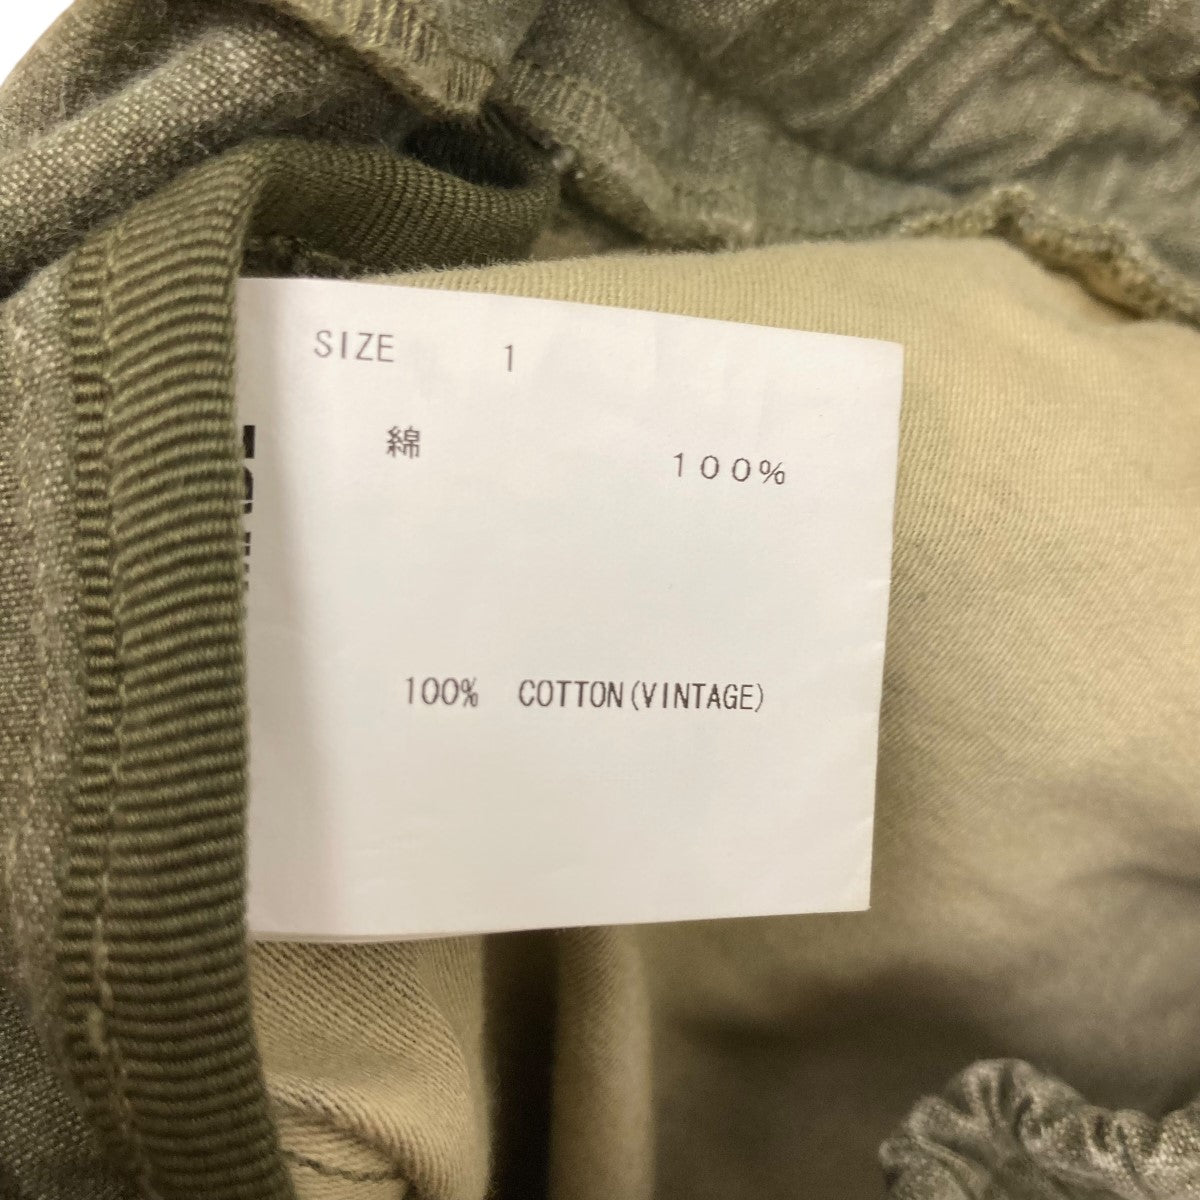 SIZE 1
綿 100%
100% COTTON(VINTAGE)